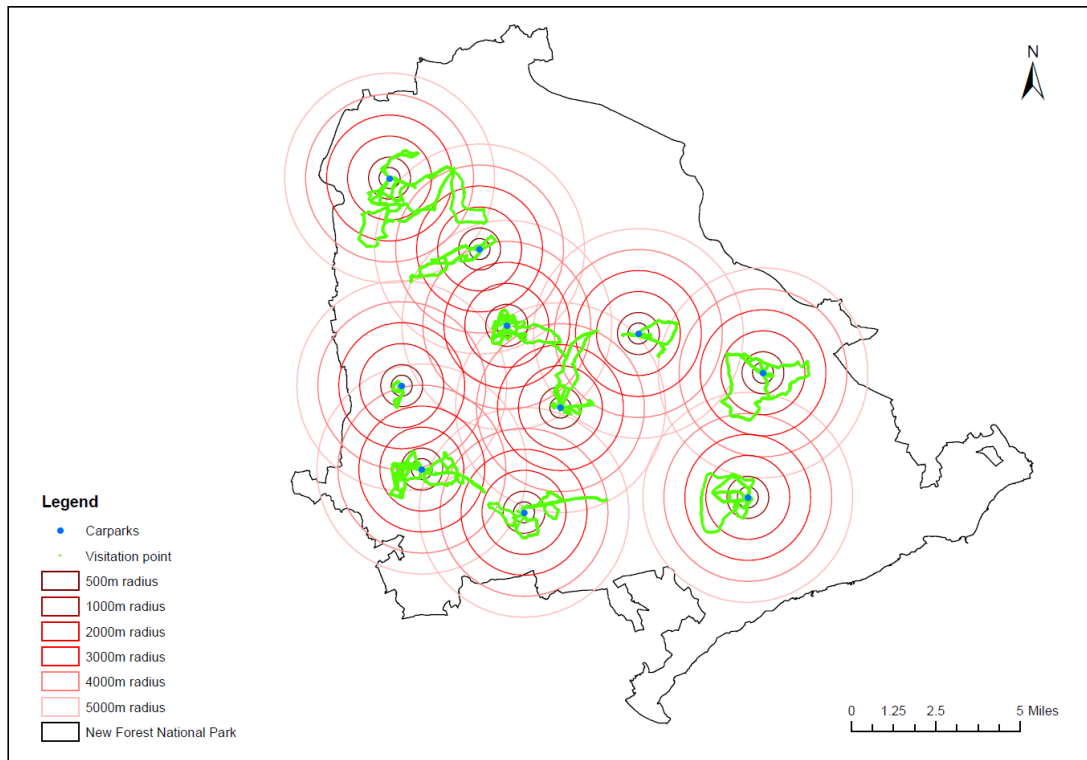 N
Legend
Carparks
Visitation point
500m radius
1000m radius
2000m radius
3000m radius
4000m radius
5000m radius
New Forest National Park
0 1.25 2.5 5 Miles